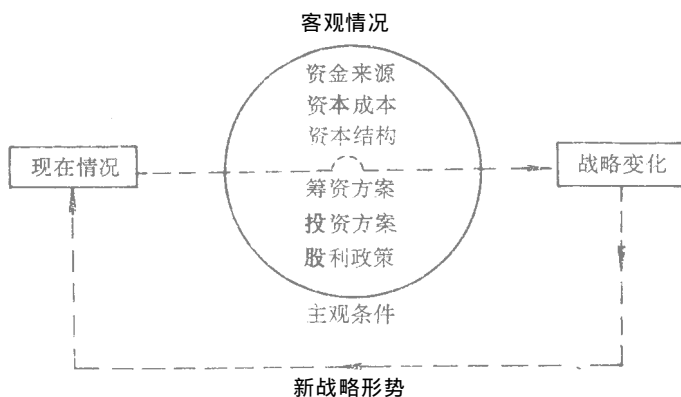 客观情况
资金来源
资本成本
资本结构
现在情况
战略变化
筹资方案
投资方案
股利政策
主观条件
新战略形势